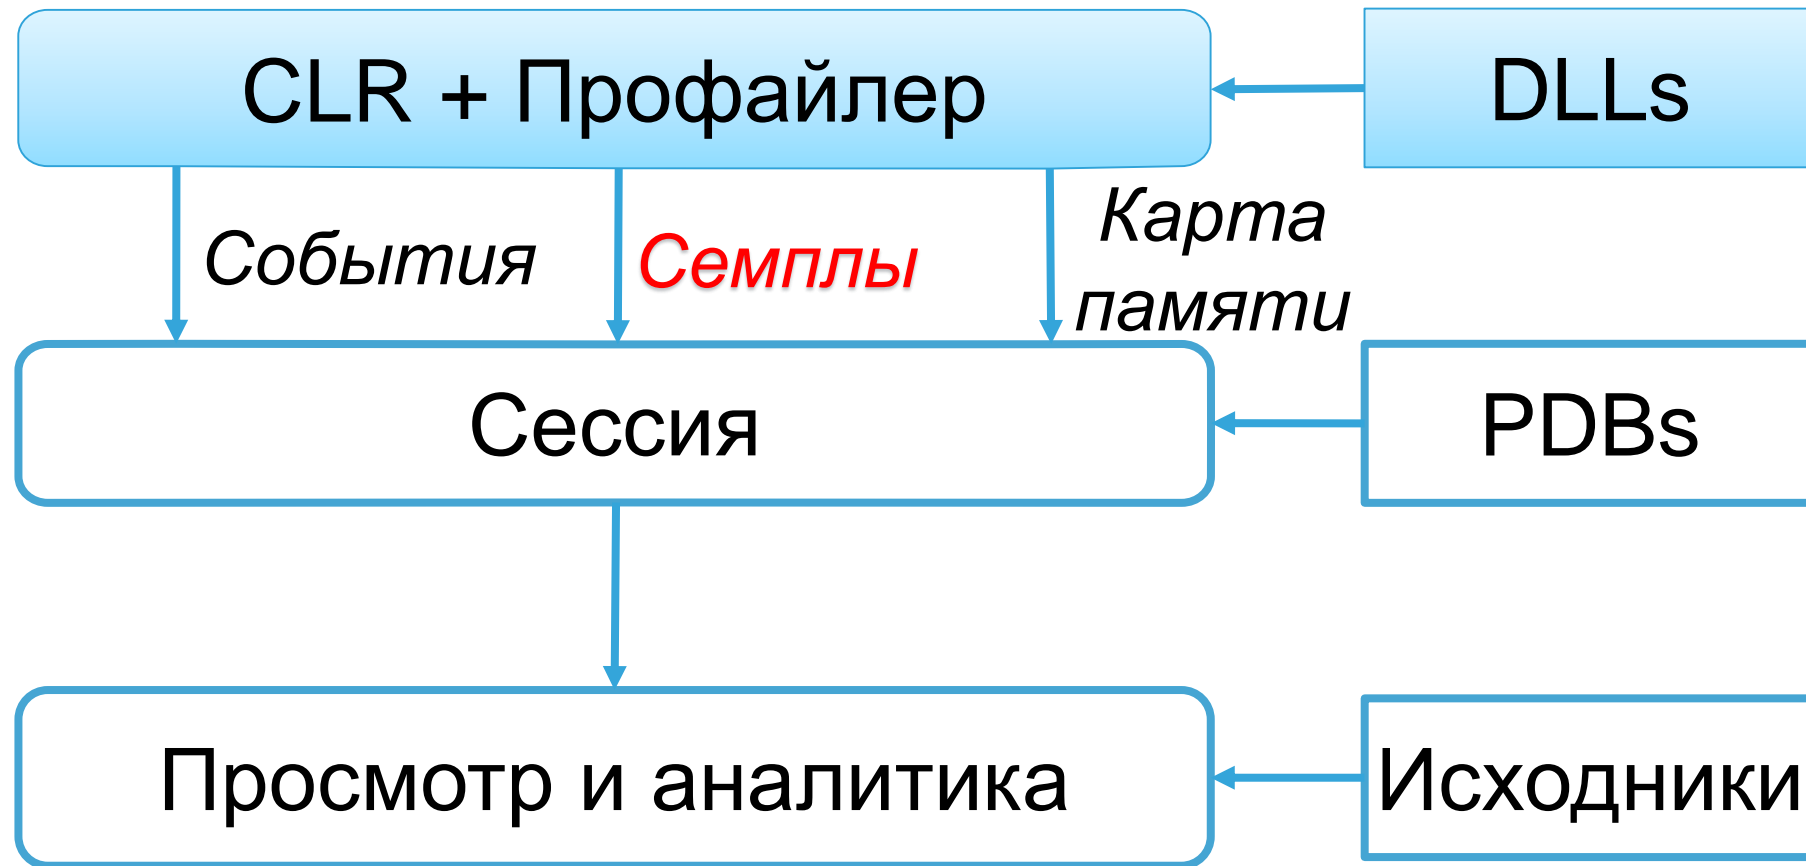 CLR + Профайлер
DLLs
События
Семплы
Карта
памяти
Сессия
PDBs
Просмотр и аналитика
Исходники